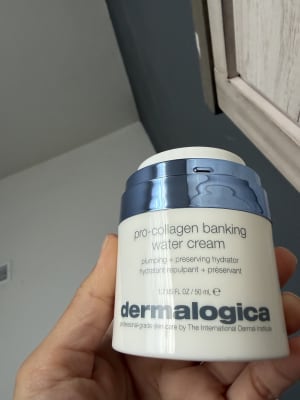 pro-collagen banking
water cream
plumping + preserving hydrator
hydratant repulpant + préservant
1.7 US FL OZ / 50 mL ℮
dermalogica
professional-grade skin care by The International Dermal Institute